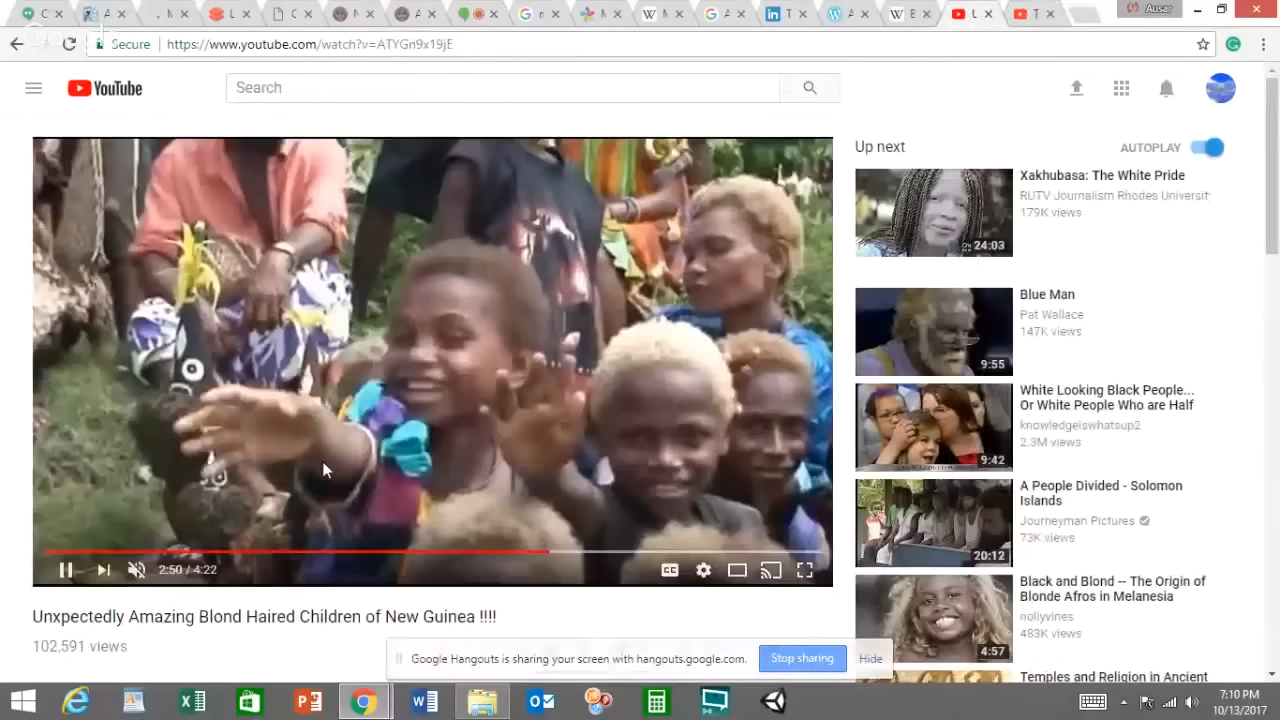 Ausar
Secure
https://www.youtube.com/watch?v=ATYGn9x19jE
YouTube
Search
Up next
AUTOPLAY
Xakhubasa: The White Pride
RUTV Journalism Rhodes Universit
179K views
24:03
Blue Man
Pat Wallace
147K views
9:55
White Looking Black People...
Or White People Who are Half
knowledgeiswhatsup2
2.3M views
9:42
A People Divided - Solomon
Islands
Journeyman Pictures
73K views
20:12
Black and Blond -- The Origin of
Blonde Afros in Melanesia
nollyvines
483K views
4:57
Temples and Religion in Ancient
2:50 / 4:22
CC
Unxpectedly Amazing Blond Haired Children of New Guinea !!!!
102,591 views
Google Hangouts is sharing your screen with hangouts.google.com.
Stop sharing
Hide
7:10 PM
10/13/2017